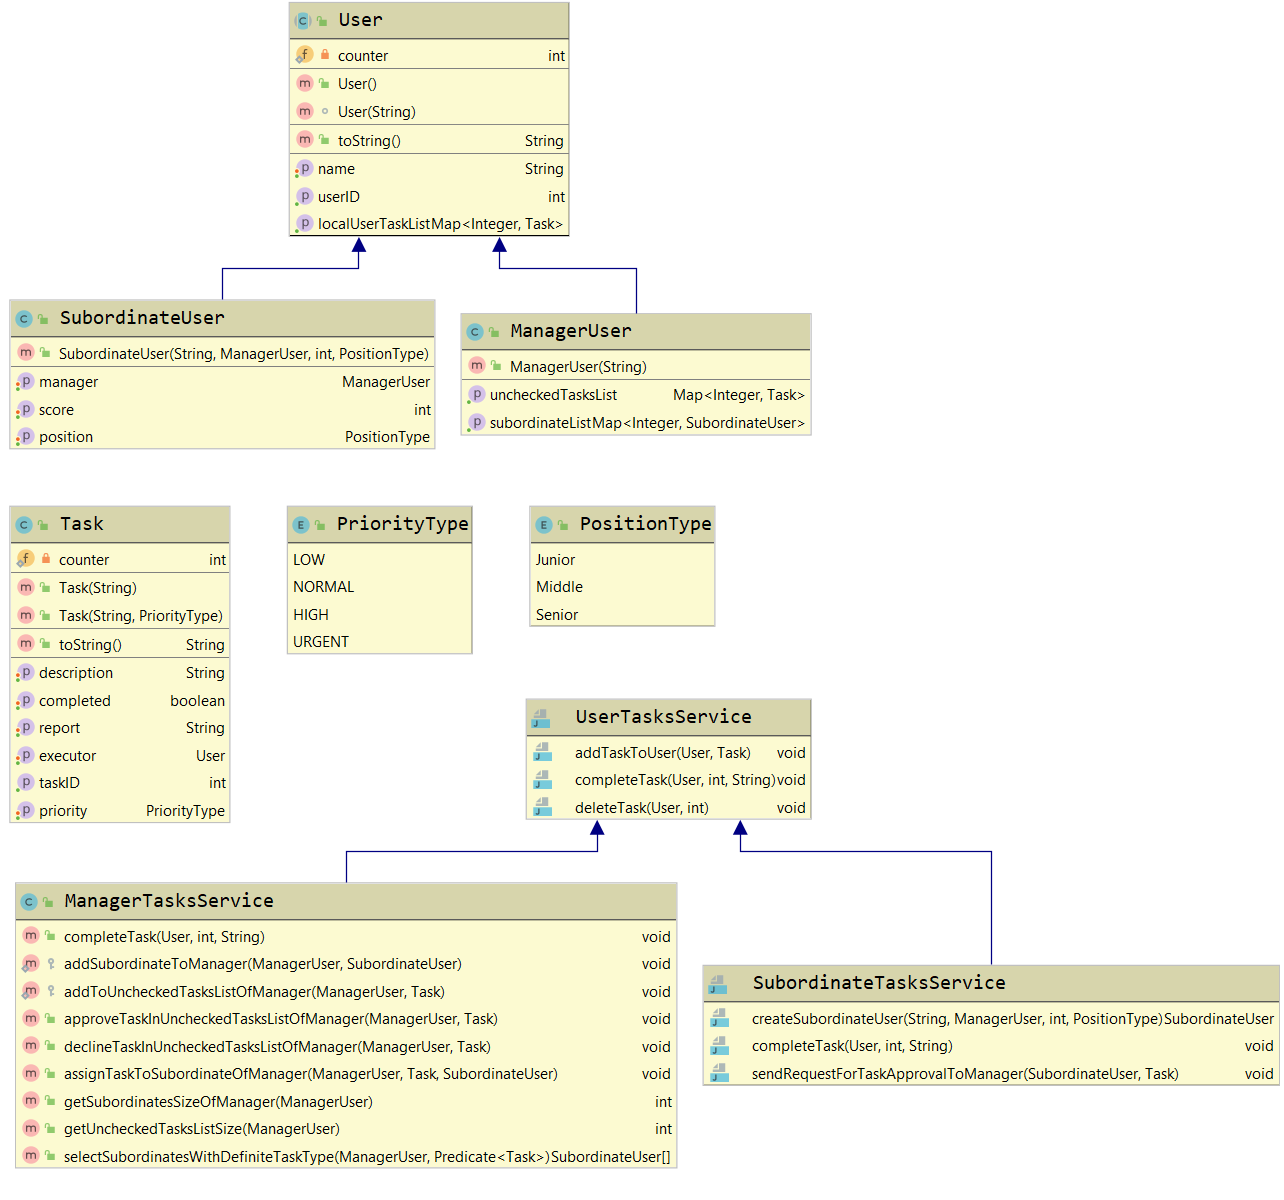 User
counter int
User()
User(String)
toString() String
name String
userID int
localUserTaskListMap<Integer, Task>
SubordinateUser
SubordinateUser(String, ManagerUser, int, PositionType)
manager ManagerUser
score int
position PositionType
ManagerUser
ManagerUser(String)
uncheckedTasksList Map<Integer, Task>
subordinateListMap<Integer, SubordinateUser>
Task
counter int
Task(String)
Task(String, PriorityType)
toString() String
description String
completed boolean
report String
executor User
taskID int
priority PriorityType
PriorityType
LOW
NORMAL
HIGH
URGENT
PositionType
Junior
Middle
Senior
UserTasksService
addTaskToUser(User, Task) void
completeTask(User, int, String)void
deleteTask(User, int) void
ManagerTasksService
completeTask(User, int, String) void
addSubordinateToManager(ManagerUser, SubordinateUser) void
addToUncheckedTasksListOfManager(ManagerUser, Task) void
approveTaskInUncheckedTasksListOfManager(ManagerUser, Task) void
declineTaskInUncheckedTasksListOfManager(ManagerUser, Task) void
assignTaskToSubordinateOfManager(ManagerUser, Task, SubordinateUser) void
getSubordinatesSizeOfManager(ManagerUser) int
getUncheckedTasksListSize(ManagerUser) int
selectSubordinatesWithDefiniteTaskType(ManagerUser, Predicate<Task>)SubordinateUser[]
SubordinateTasksService
createSubordinateUser(String, ManagerUser, int, PositionType)SubordinateUser
completeTask(User, int, String) void
sendRequestForTaskApprovalToManager(SubordinateUser, Task) void